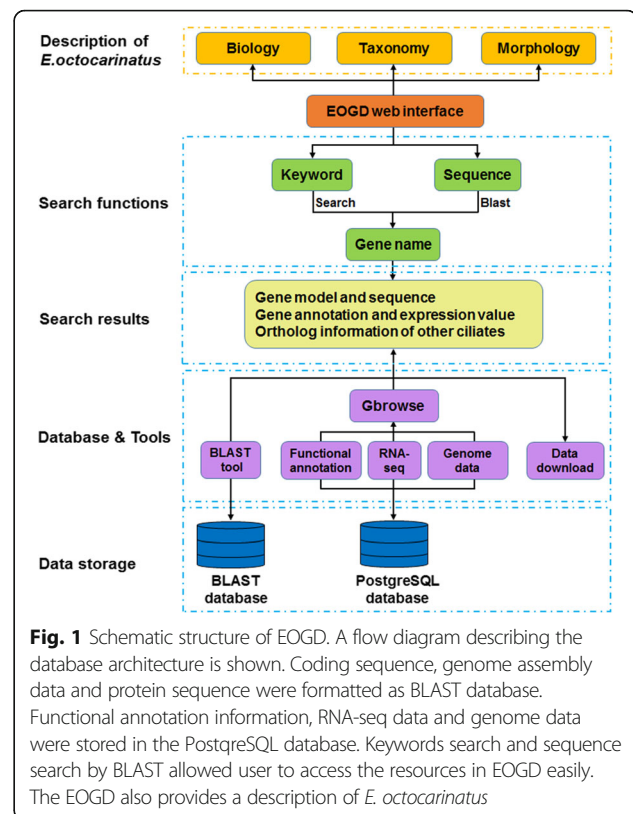 Description of
E.octocarinatus
Biology
Taxonomy
Morphology
EOGD web interface
Search functions
Keyword
Sequence
Search
Blast
Gene name
Search results
Gene model and sequence
Gene annotation and expression value
Ortholog information of other ciliates
Database & Tools
Gbrowse
BLAST
tool
Functional
annotation
RNA-
seq
Genome
data
Data
download
Data storage
BLAST
database
PostgreSQL
database
Fig. 1 Schematic structure of EOGD. A flow diagram describing the
database architecture is shown. Coding sequence, genome assembly
data and protein sequence were formatted as BLAST database.
Functional annotation information, RNA-seq data and genome data
were stored in the PostqreSQL database. Keywords search and sequence
search by BLAST allowed user to access the resources in EOGD easily.
The EOGD also provides a description of E. octocarinatus